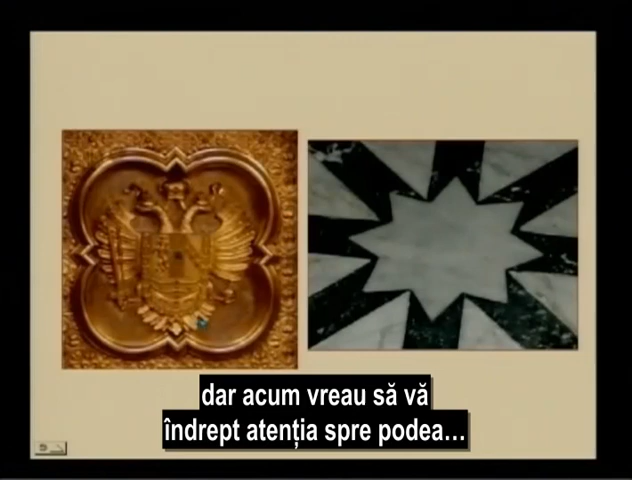 dar acum vreau să vă
îndrept atenția spre podea...